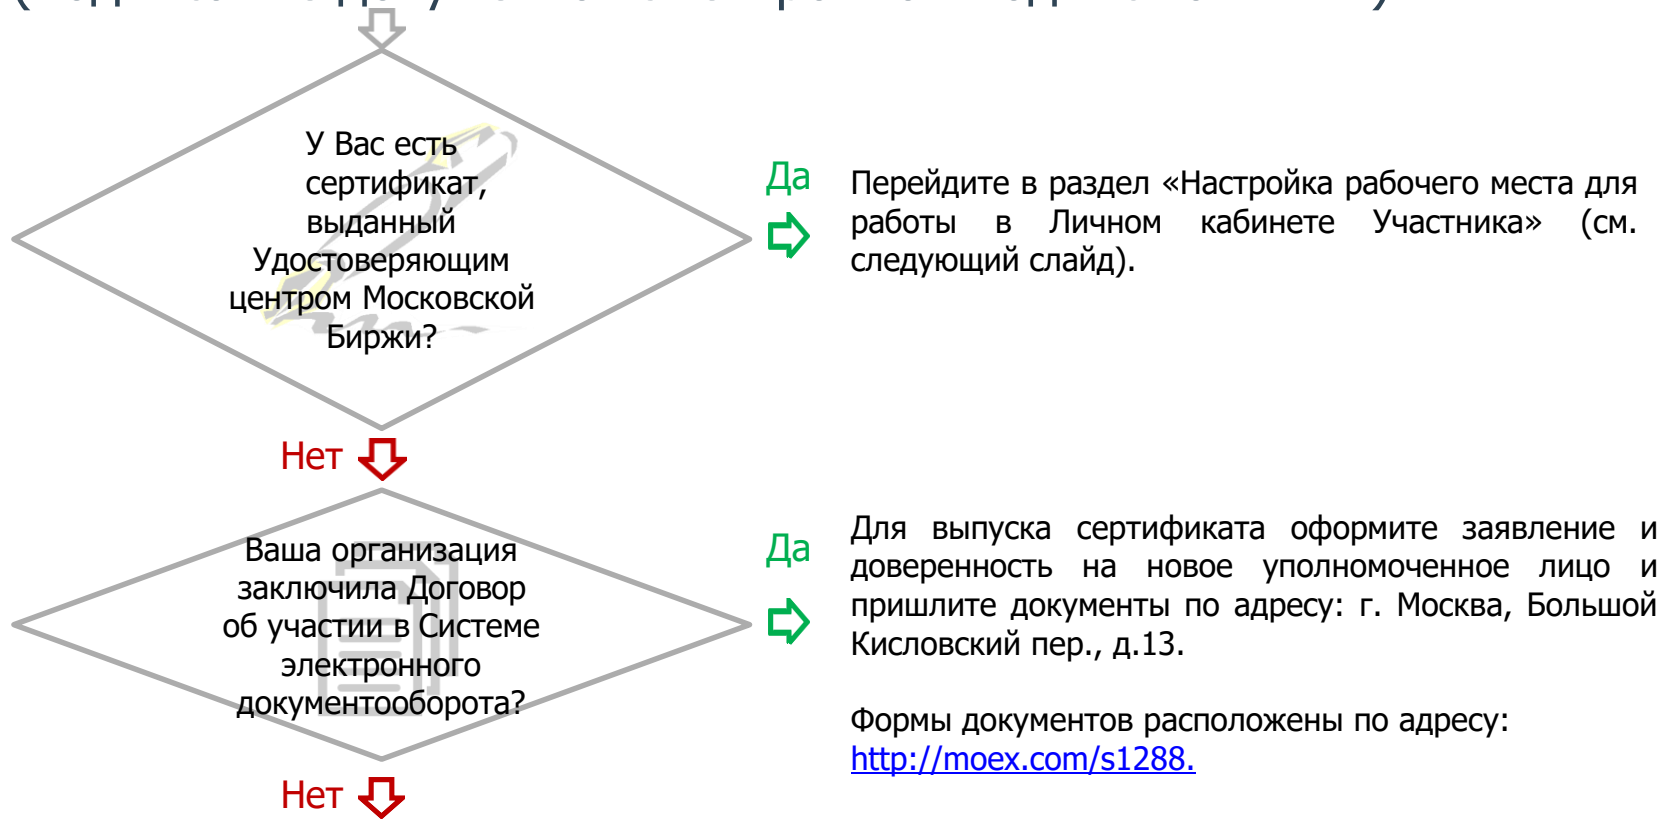 У Вас есть
сертификат,
выданный
Удостоверяющим
центром Московской
Биржи?
Да
Перейдите в раздел «Настройка рабочего места для
работы в Личном кабинете Участника» (см.
следующий слайд).
Нет
Ваша организация
заключила Договор
об участии в Системе
электронного
документооборота?
Да
Для выпуска сертификата оформите заявление и
доверенность на новое уполномоченное лицо и
пришлите документы по адресу: г. Москва, Большой
Кисловский пер., д.13.
Формы документов расположены по адресу:
http://moex.com/s1288.
Нет